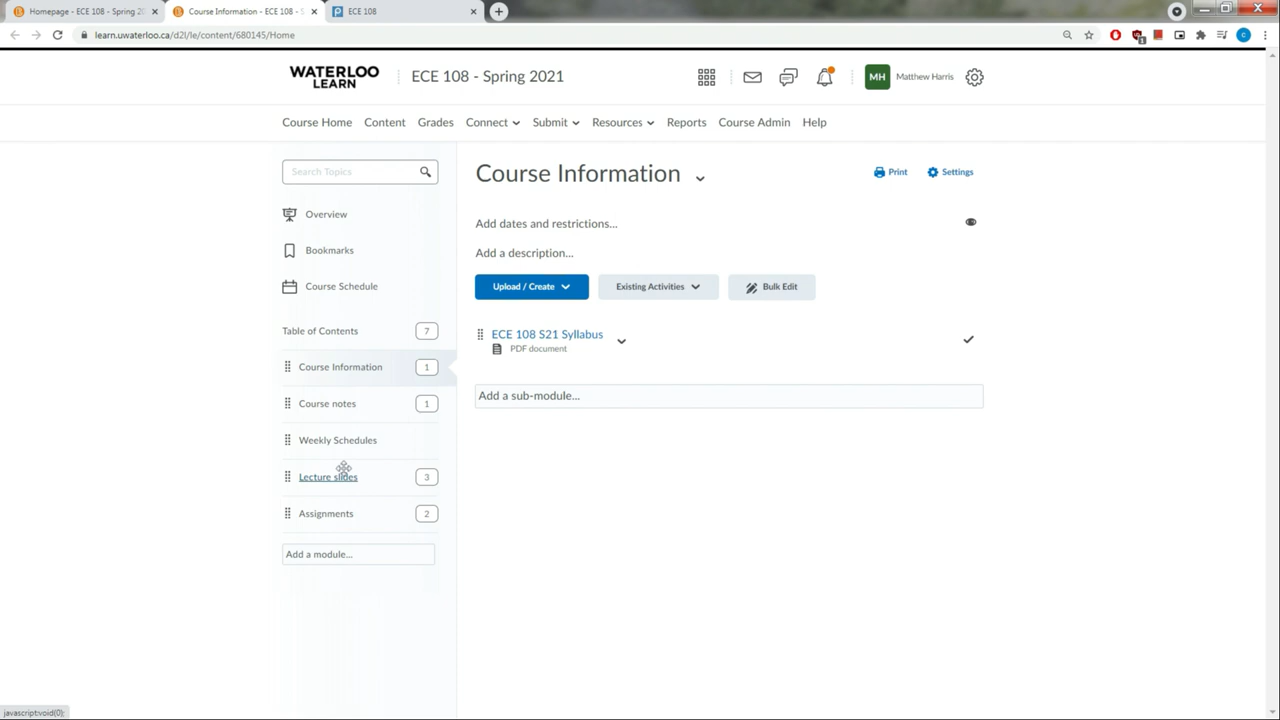 Homepage - ECE 108 - Spring 20
Course Information - ECE 108 - S
ECE 108
learn.uwaterloo.ca/d2l/le/content/680145/Home
WATERLOO
LEARN
ECE 108 - Spring 2021
MH
Matthew Harris
Course Home
Content
Grades
Connect
Submit
Resources
Reports
Course Admin
Help
Search Topics
Overview
Bookmarks
Course Schedule
Table of Contents 7
Course Information 1
Course notes 1
Weekly Schedules
Lecture slides 3
Assignments 2
Add a module...
Course Information
Print
Settings
Add dates and restrictions...
Add a description...
Upload / Create
Existing Activities
Bulk Edit
ECE 108 S21 Syllabus
PDF document
Add a sub-module...
javascript:void(0);